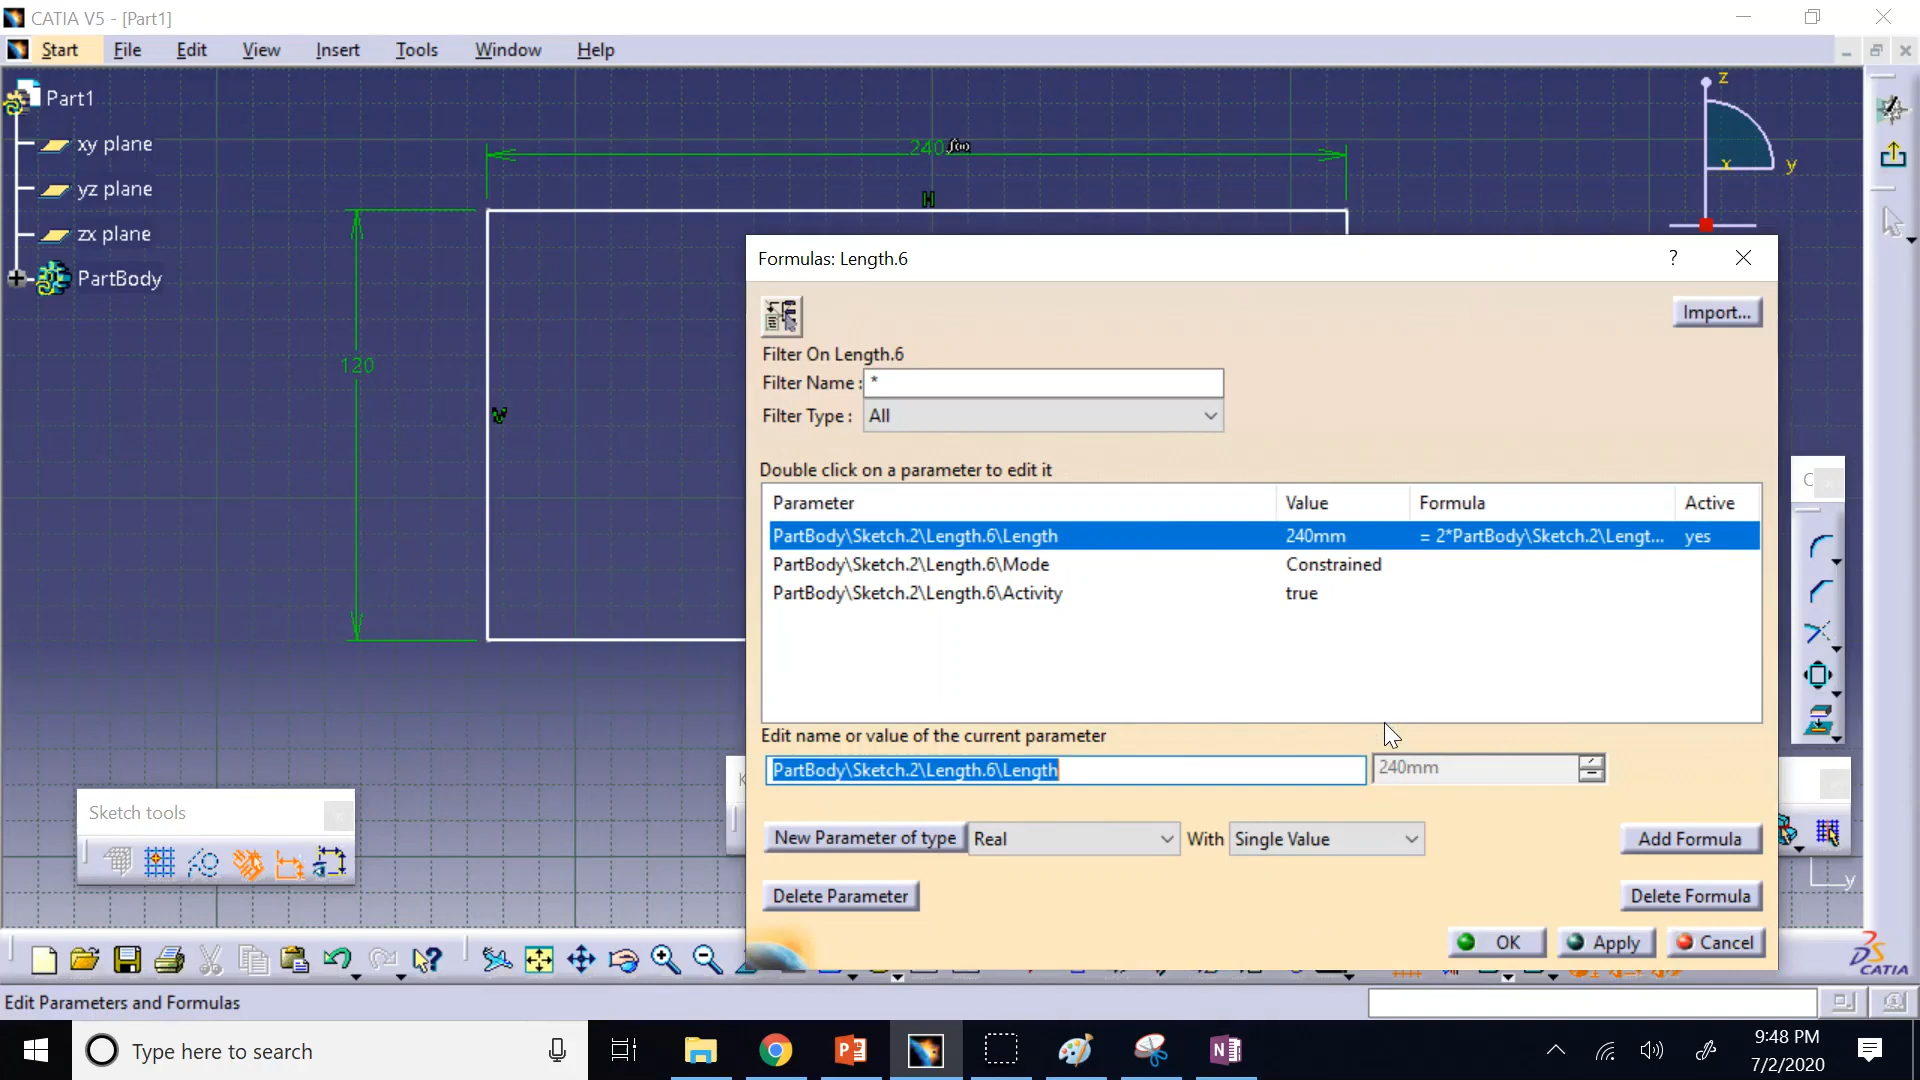 CATIA V5 - [Part1]
Start File Edit View Insert Tools Window Help
Part1
xy plane
yz plane
zx plane
PartBody
240 f(x)
H
120
V
z
x
y
Formulas: Length.6
?
Import...
Filter On Length.6
Filter Name : *
Filter Type : All
Double click on a parameter to edit it
Parameter Value Formula Active
PartBody\Sketch.2\Length.6\Length 240mm = 2*PartBody\Sketch.2\Lengt... yes
PartBody\Sketch.2\Length.6\Mode Constrained
PartBody\Sketch.2\Length.6\Activity true
Edit name or value of the current parameter
PartBody\Sketch.2\Length.6\Length 240mm
New Parameter of type Real With Single Value Add Formula
Delete Parameter Delete Formula
OK Apply Cancel
Sketch tools
C
K
y
CATIA
Edit Parameters and Formulas
Type here to search
9:48 PM
7/2/2020